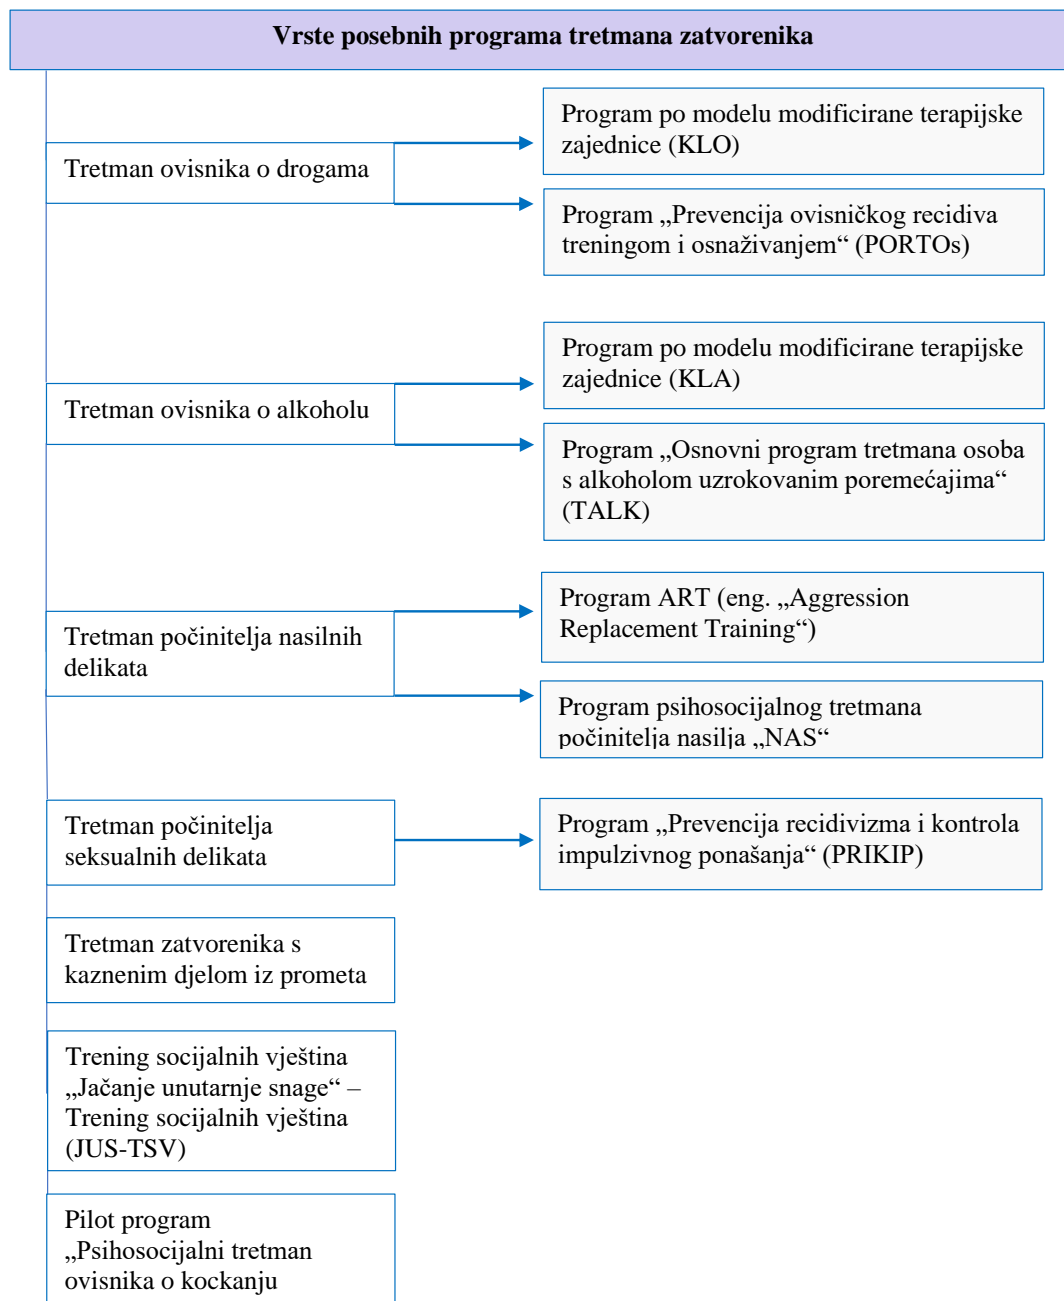 Vrste posebnih programa tretmana zatvorenika
Tretman ovisnika o drogama
Program po modelu modificirane terapijske
zajednice (KLO)
Program „Prevencija ovisničkog recidiva
treningom i osnaživanjem“ (PORTOs)
Tretman ovisnika o alkoholu
Program po modelu modificirane terapijske
zajednice (KLA)
Program „Osnovni program tretmana osoba
s alkoholom uzrokovanim poremećajima“
(TALK)
Tretman počinitelja nasilnih
delikata
Program ART (eng. „Aggression
Replacement Training“)
Program psihosocijalnog tretmana
počinitelja nasilja „NAS“
Tretman počinitelja
seksualnih delikata
Program „Prevencija recidivizma i kontrola
impulzivnog ponašanja“ (PRIKIP)
Tretman zatvorenika s
kaznenim djelom iz prometa
Trening socijalnih vještina
„Jačanje unutarnje snage“ –
Trening socijalnih vještina
(JUS-TSV)
Pilot program
„Psihosocijalni tretman
ovisnika o kockanju